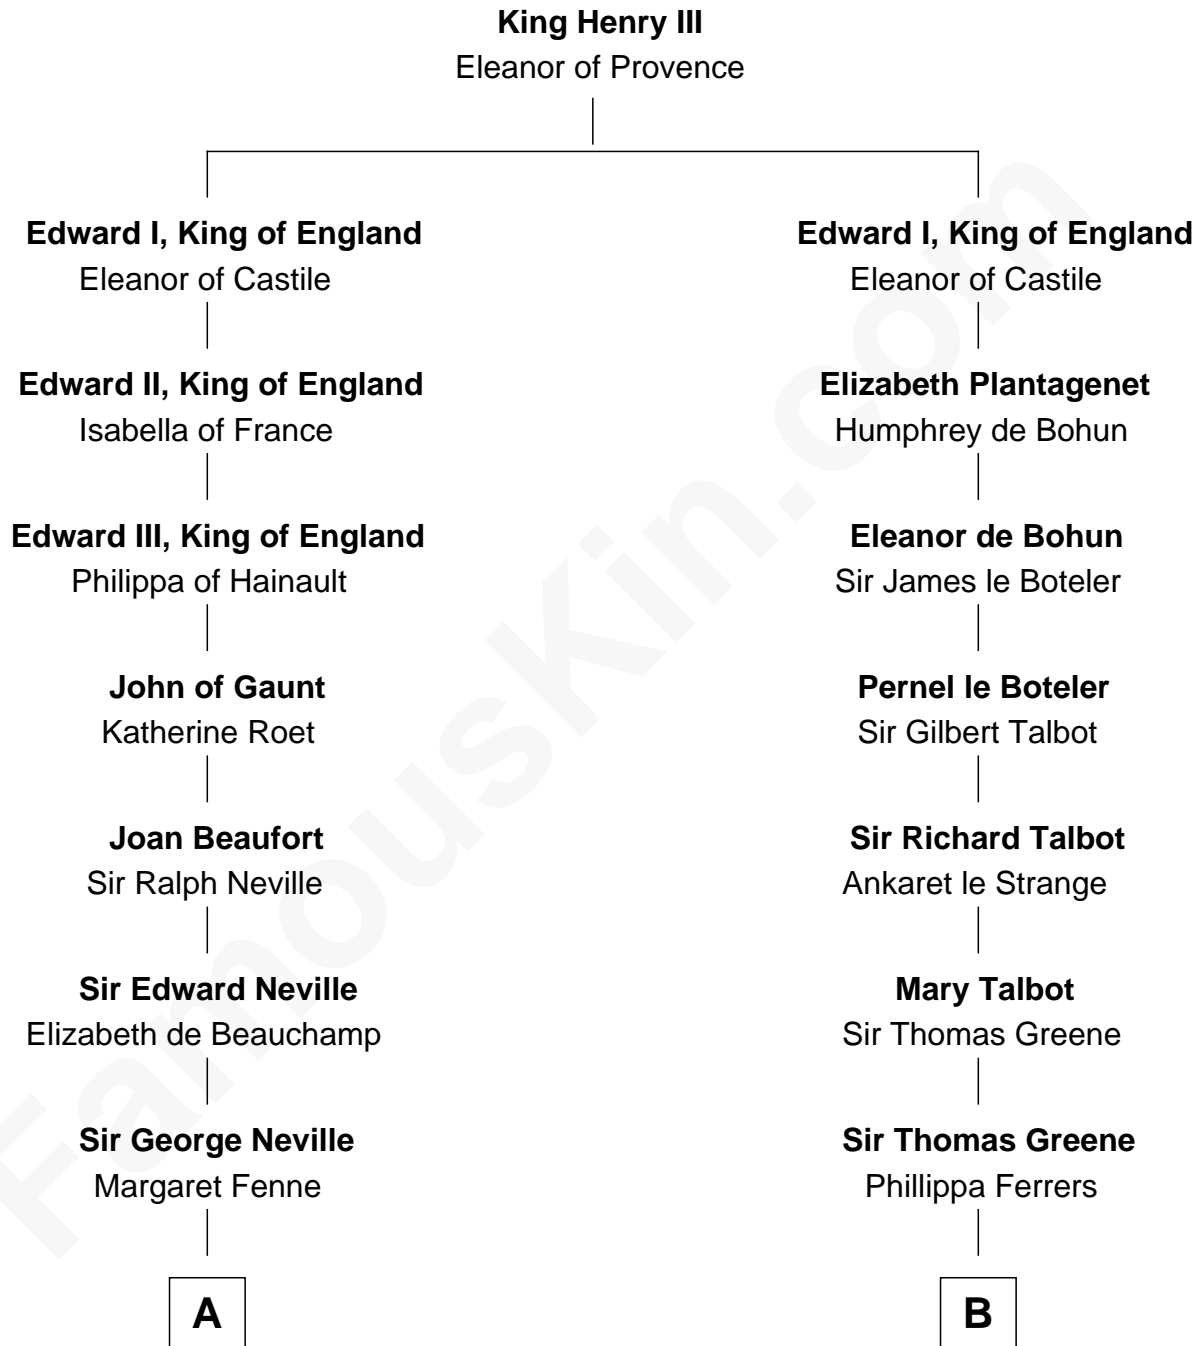 King Henry III
Eleanor of Provence
Edward I, King of England
Eleanor of Castile
Edward II, King of England
Isabella of France
Edward III, King of England
Philippa of Hainault
John of Gaunt
Katherine Roet
Joan Beaufort
Sir Ralph Neville
Sir Edward Neville
Elizabeth de Beauchamp
Sir George Neville
Margaret Fenne
A
Edward I, King of England
Eleanor of Castile
Elizabeth Plantagenet
Humphrey de Bohun
Eleanor de Bohun
Sir James le Boteler
Pernel le Boteler
Sir Gilbert Talbot
Sir Richard Talbot
Ankaret le Strange
Mary Talbot
Sir Thomas Greene
Sir Thomas Greene
Phillippa Ferrers
B
FamousKin.com